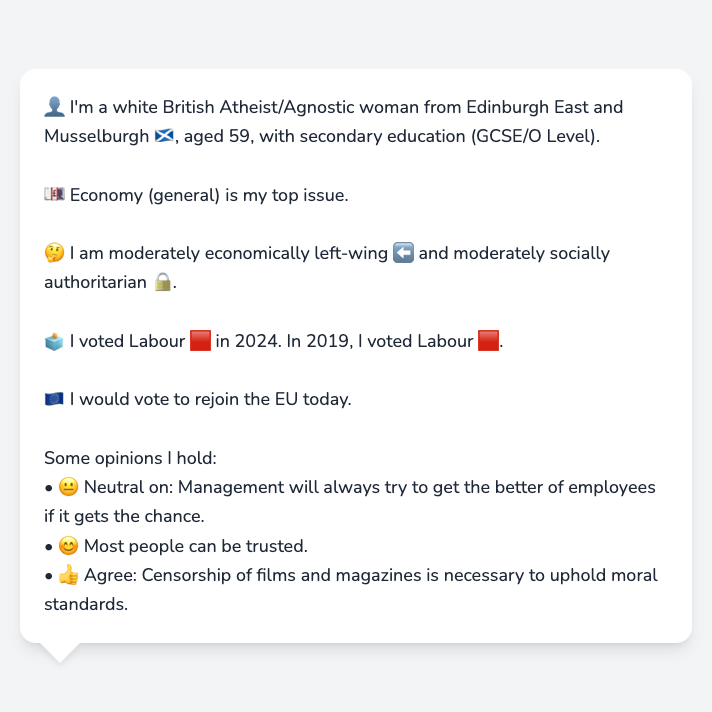 👤 I'm a white British Atheist/Agnostic woman from Edinburgh East and
Musselburgh 🏴󠁧󠁢󠁳󠁣󠁴󠁿, aged 59, with secondary education (GCSE/O Level).
💷 Economy (general) is my top issue.
🤔 I am moderately economically left-wing ⬅️ and moderately socially
authoritarian 🔒.
🗳️ I voted Labour 🟥 in 2024. In 2019, I voted Labour 🟥.
🇪🇺 I would vote to rejoin the EU today.
Some opinions I hold:
• 😐 Neutral on: Management will always try to get the better of employees
if it gets the chance.
• 😊 Most people can be trusted.
• 👍 Agree: Censorship of films and magazines is necessary to uphold moral
standards.